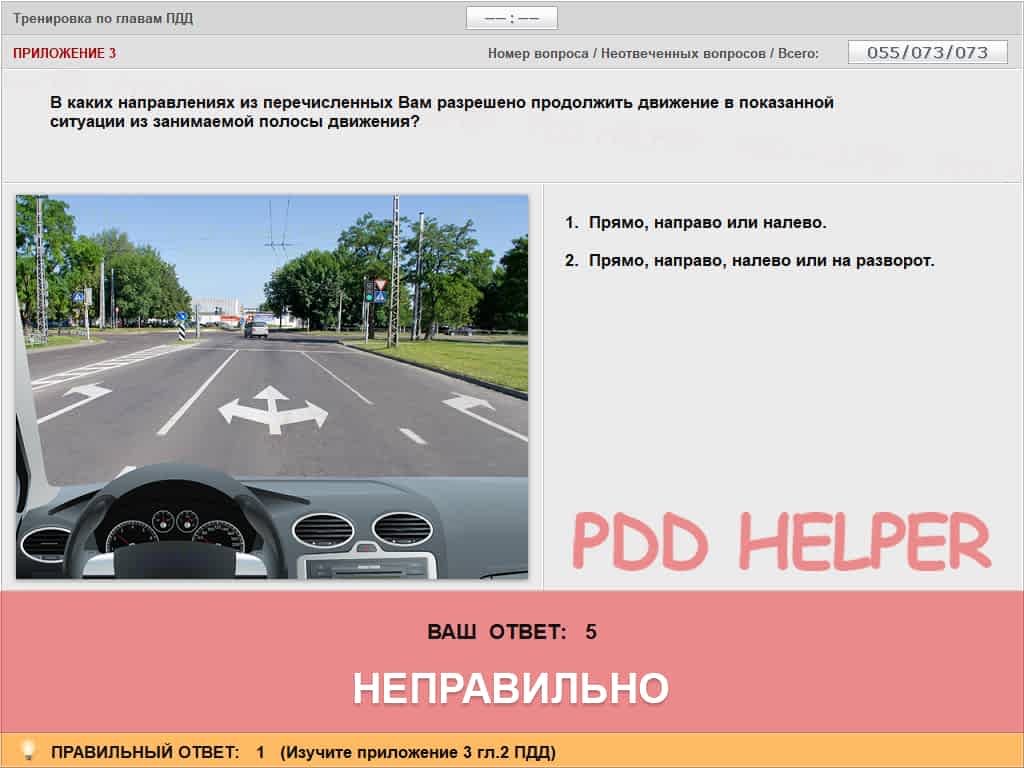 Тренировка по главам ПДД
––:––
ПРИЛОЖЕНИЕ 3
Номер вопроса / Неотвеченных вопросов / Всего:
055/073/073
В каких направлениях из перечисленных Вам разрешено продолжить движение в показанной
ситуации из занимаемой полосы движения?
1. Прямо, направо или налево.
2. Прямо, направо, налево или на разворот.
PDD HELPER
ВАШ ОТВЕТ: 5
НЕПРАВИЛЬНО
ПРАВИЛЬНЫЙ ОТВЕТ: 1 (Изучите приложение 3 гл.2 ПДД)